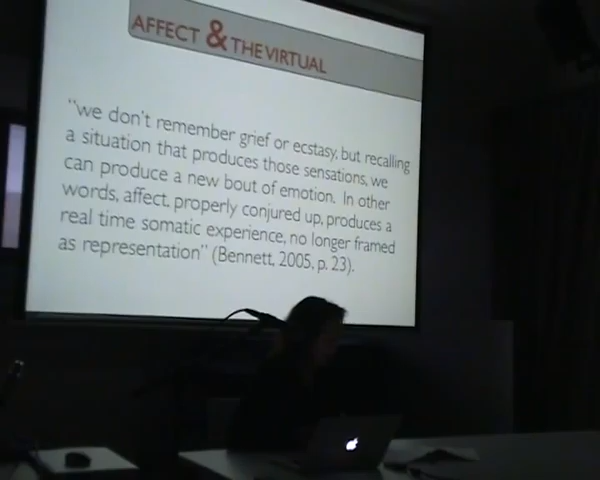 AFFECT & THE VIRTUAL
"we don't remember grief or ecstasy, but recalling
a situation that produces those sensations, we
can produce a new bout of emotion. In other
words, affect, properly conjured up, produces a
real time somatic experience, no longer framed
as representation" (Bennett, 2005, p. 23).